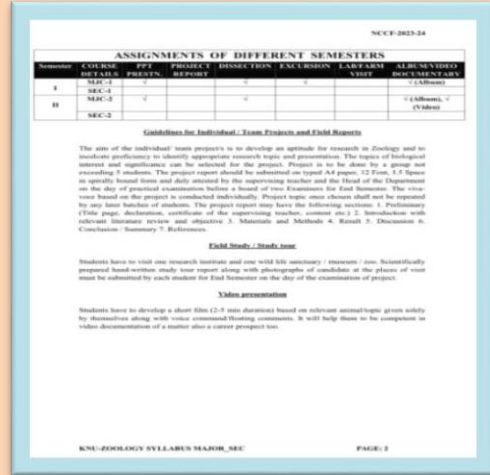 NCCF-2023-24
ASSIGNMENTS OF DIFFERENT SEMESTERS
Semester COURSE DETAILS PPT PRESTN. PROJECT REPORT DISSECTION EXCURSION LAB/FARM VISIT ALBUM/VIDEO DOCUMENTARY
I MJC-1 √ √ √ √ (Album)
SEC-1
II MJC-2 √ √ √ (Album), √ (Video)
SEC-2
Guidelines for Individual / Team Projects and Field Reports
The aim of the individual/ team project's is to develop an aptitude for research in Zoology and to
inculcate proficiency to identify appropriate research topic and presentation. The topics of biological
interest and significance can be selected for the project. Project is to be done by a group not
exceeding 5 students. The project report should be submitted on typed A4 paper, 12 Font, 1.5 Space
in spirally bound form and duly attested by the supervising teacher and the Head of the Department
on the day of practical examination before a board of two Examiners for End Semester. The viva-
voce based on the project is conducted individually. Project topic once chosen shall not be repeated
by any later batches of students. The project report may have the following sections: 1. Preliminary
(Title page, declaration, certificate of the supervising teacher, content etc.) 2. Introduction with
relevant literature review and objective 3. Materials and Methods 4. Result 5. Discussion 6.
Conclusion / Summary 7. References.
Field Study / Study tour
Students have to visit one research institute and one wild life sanctuary / museum / zoo. Scientifically
prepared hand-written study tour report along with photographs of candidate at the places of visit
must be submitted by each student for End Semester on the day of the examination of project.
Video presentation
Students have to develop a short film (2-5 min duration) based on relevant animal/topic given solely
by themselves along with voice command/floating comments. It will help them to be competent in
video documentation of a matter also a career prospect too.
KNU-ZOOLOGY SYLLABUS MAJOR_SEC PAGE: 2